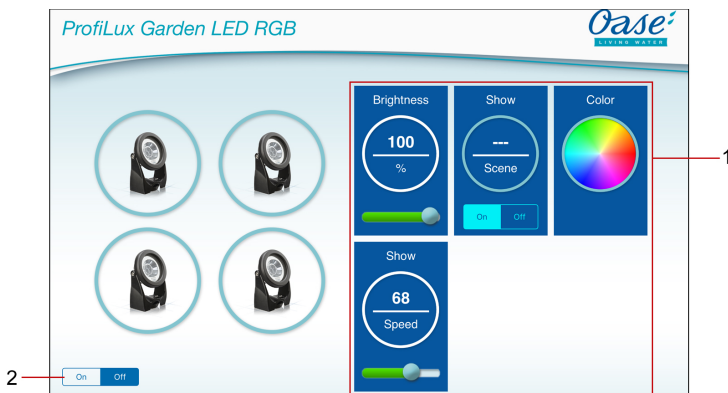 ProfiLux Garden LED RGB
Oase
LIVING WATER
Brightness
100
%
Show
---
Scene
On Off
Color
1
Show
68
Speed
2
On Off